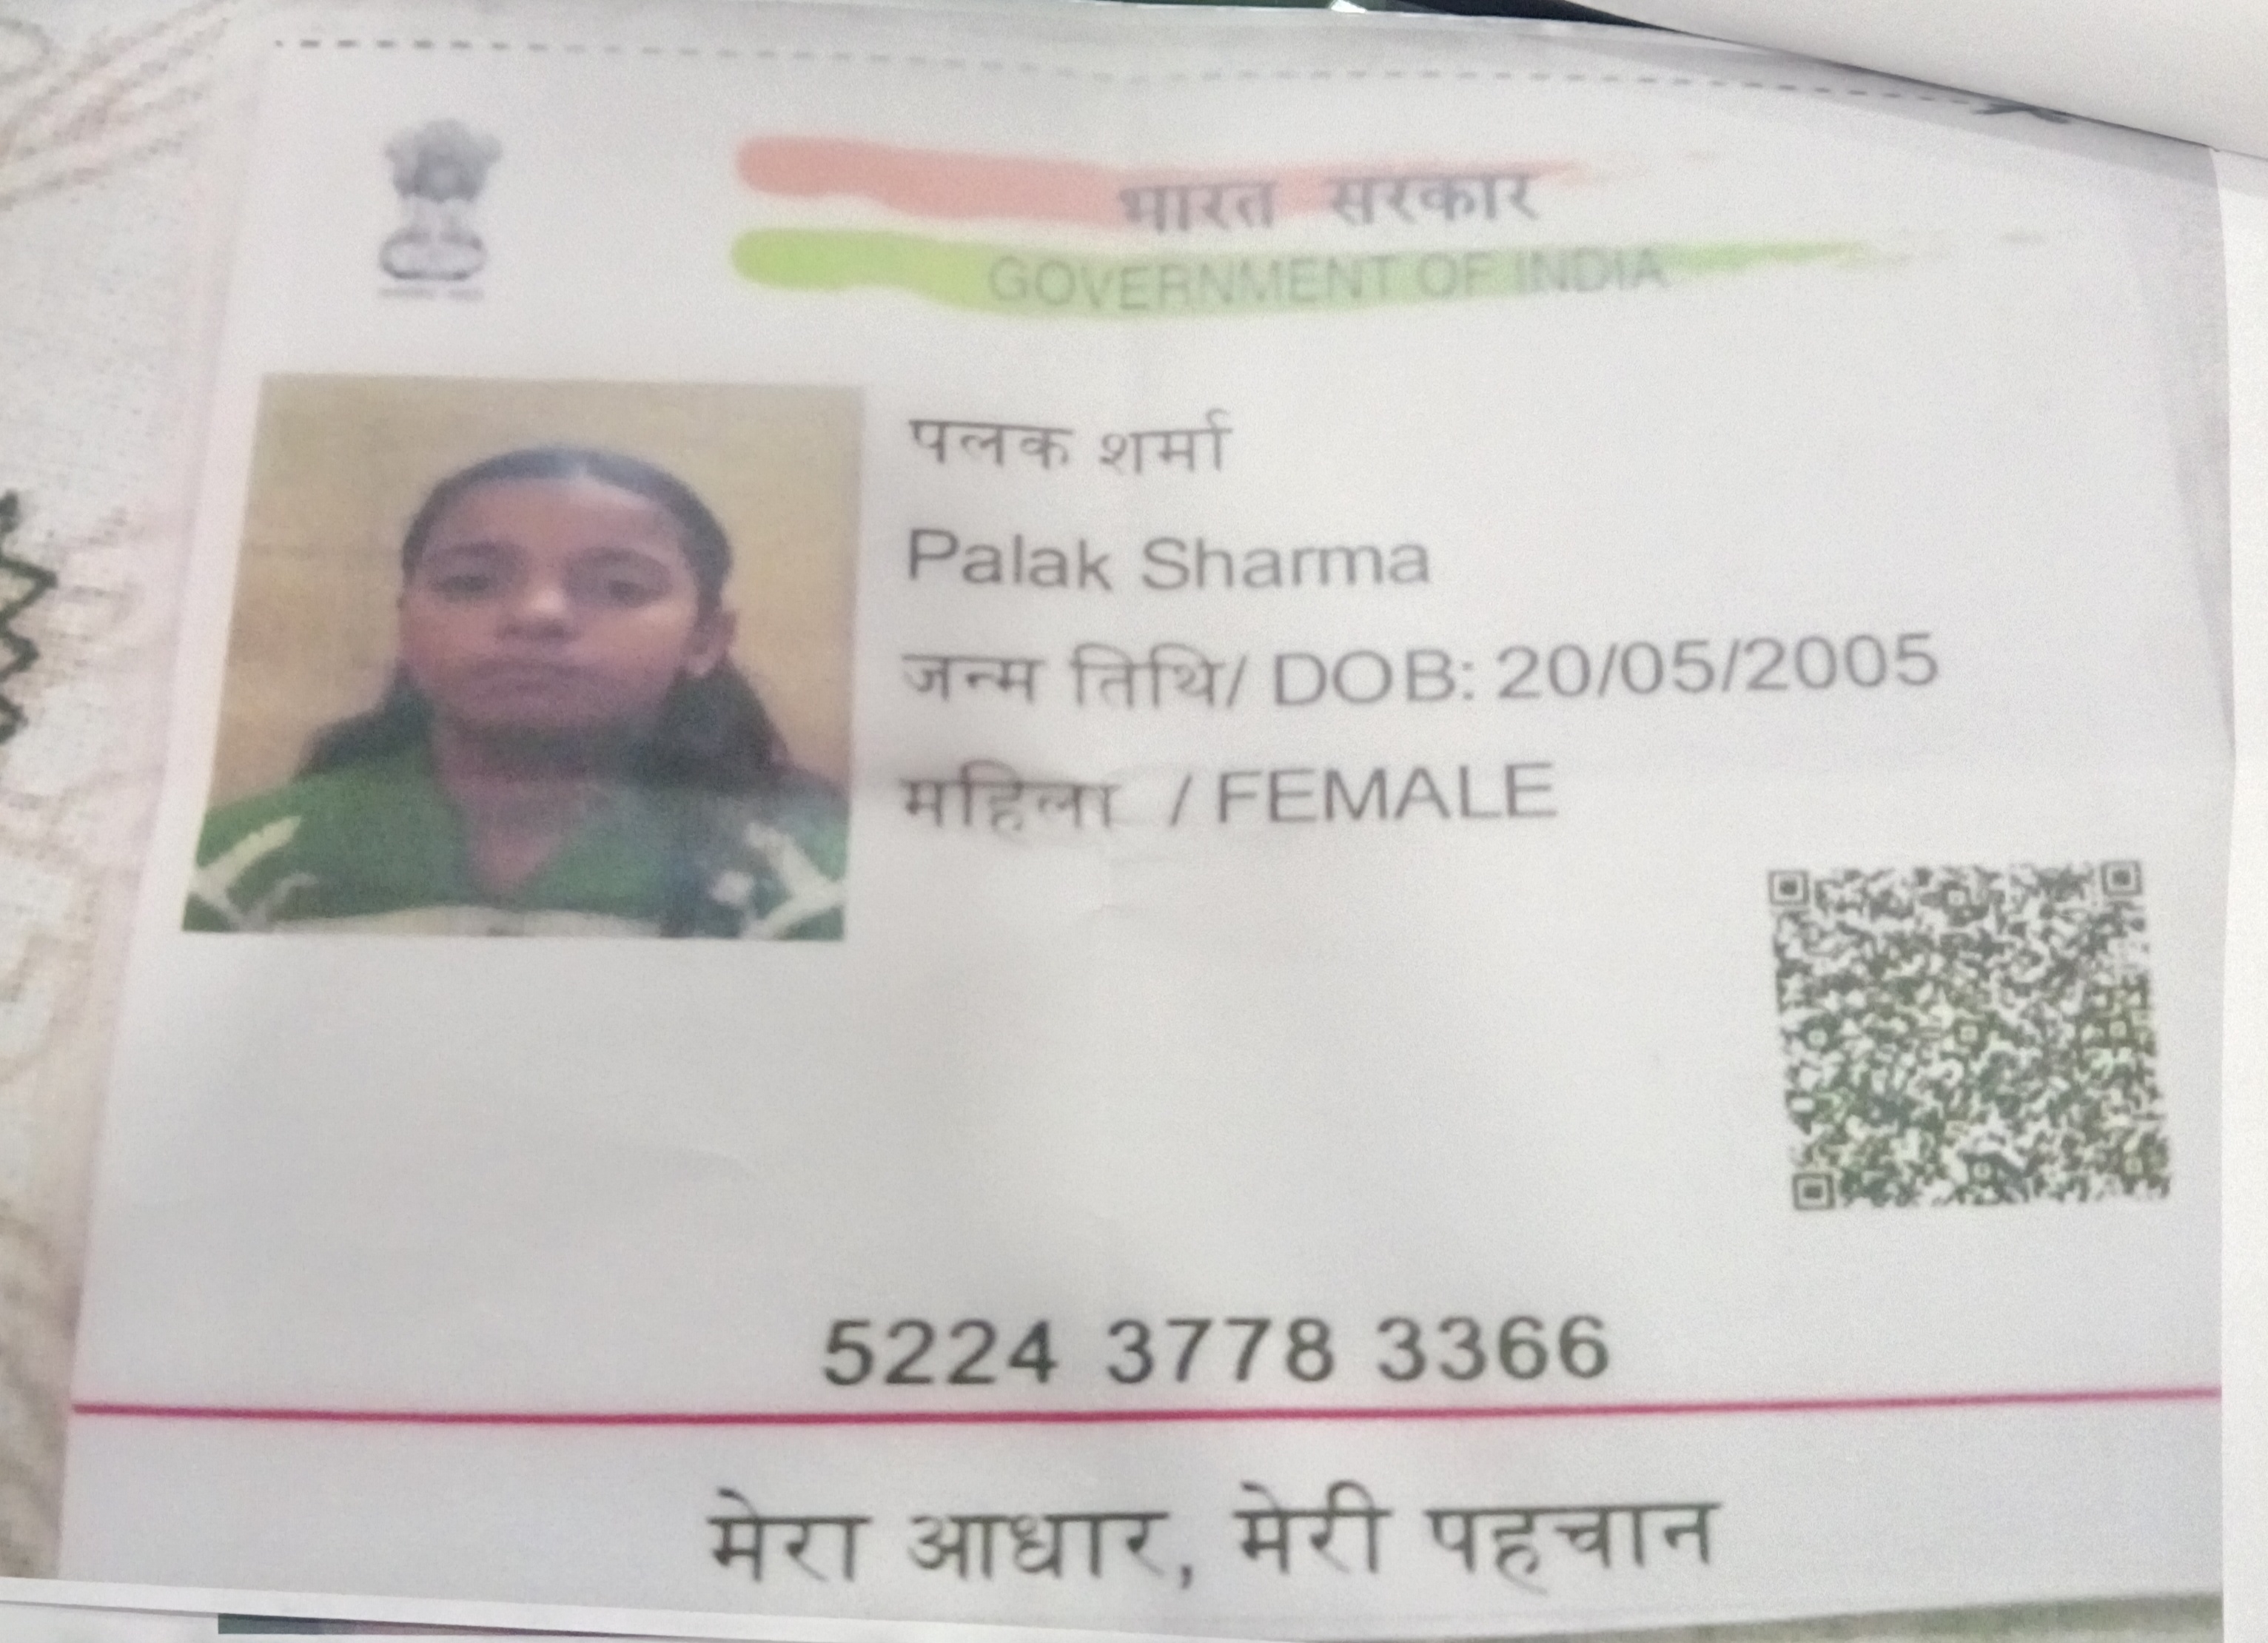 भारत सरकार
GOVERNMENT OF INDIA
पलक शर्मा
Palak Sharma
जन्म तिथि/ DOB: 20/05/2005
महिला / FEMALE
5224 3778 3366
मेरा आधार, मेरी पहचान